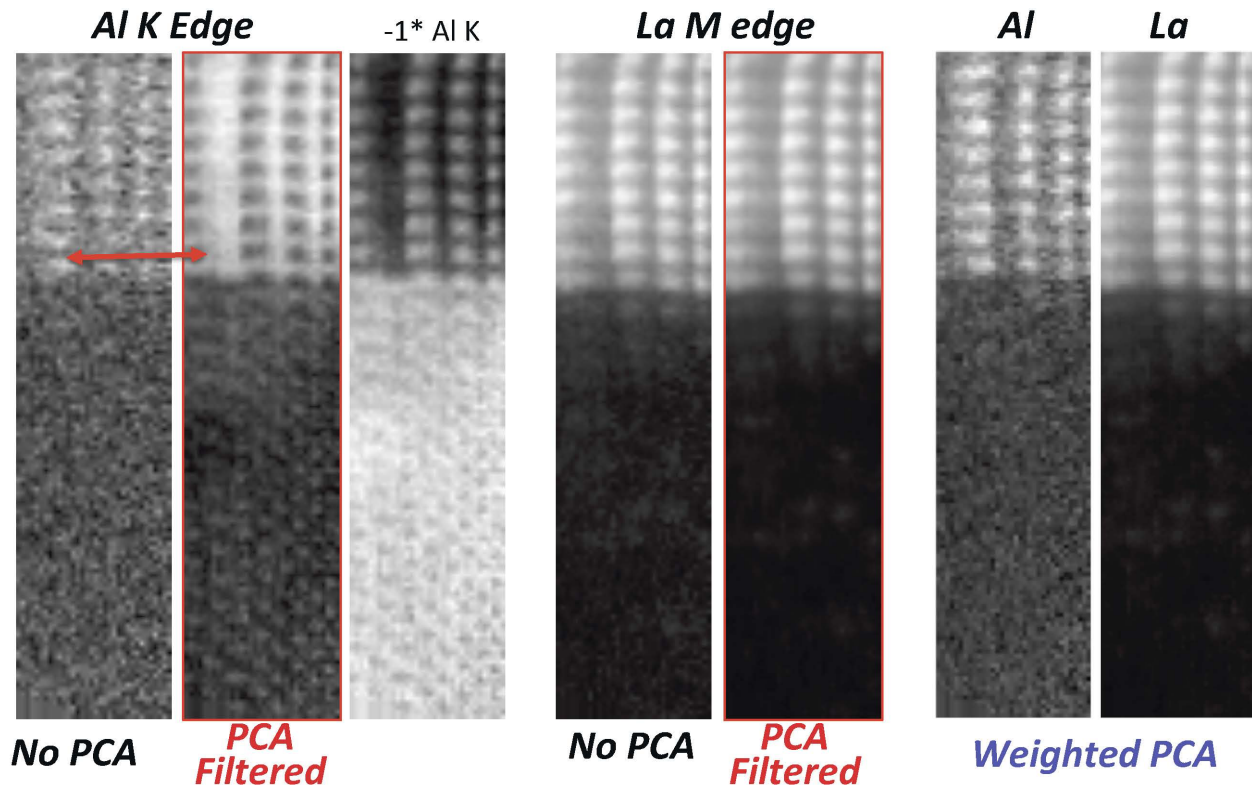 Al K Edge
-1* Al K
La M edge
Al
La
No PCA
PCA
Filtered
No PCA
PCA
Filtered
Weighted PCA